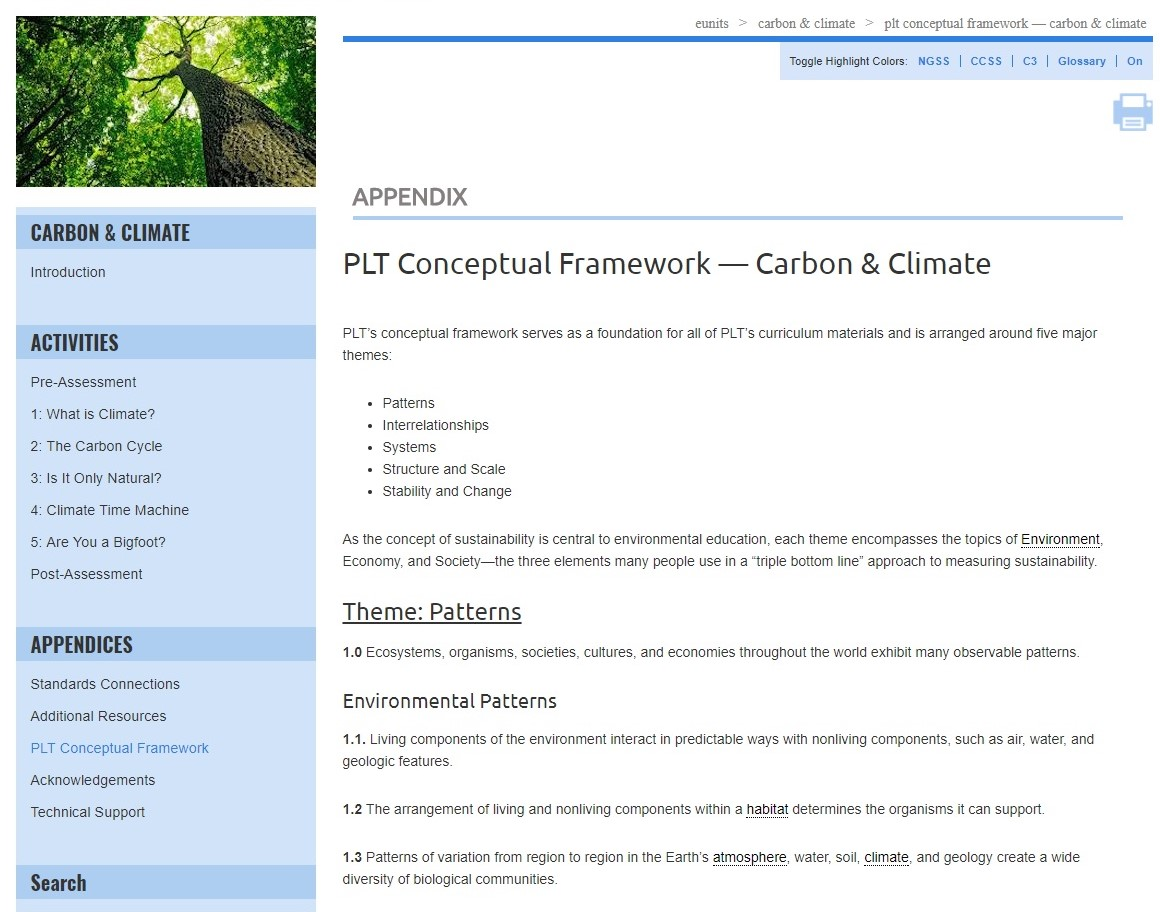 eunits > carbon & climate > plt conceptual framework — carbon & climate
Toggle Highlight Colors: NGSS | CCSS | C3 | Glossary | On
CARBON & CLIMATE
Introduction
ACTIVITIES
Pre-Assessment
1: What is Climate?
2: The Carbon Cycle
3: Is It Only Natural?
4: Climate Time Machine
5: Are You a Bigfoot?
Post-Assessment
APPENDICES
Standards Connections
Additional Resources
PLT Conceptual Framework
Acknowledgements
Technical Support
Search
APPENDIX
PLT Conceptual Framework — Carbon & Climate
PLT’s conceptual framework serves as a foundation for all of PLT’s curriculum materials and is arranged around five major
themes:
• Patterns
• Interrelationships
• Systems
• Structure and Scale
• Stability and Change
As the concept of sustainability is central to environmental education, each theme encompasses the topics of Environment,
Economy, and Society—the three elements many people use in a “triple bottom line” approach to measuring sustainability.
Theme: Patterns
1.0 Ecosystems, organisms, societies, cultures, and economies throughout the world exhibit many observable patterns.
Environmental Patterns
1.1. Living components of the environment interact in predictable ways with nonliving components, such as air, water, and
geologic features.
1.2 The arrangement of living and nonliving components within a habitat determines the organisms it can support.
1.3 Patterns of variation from region to region in the Earth’s atmosphere, water, soil, climate, and geology create a wide
diversity of biological communities.